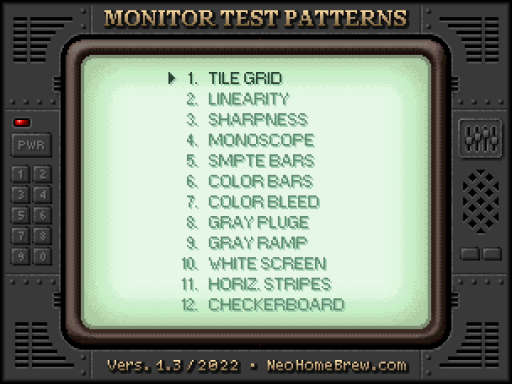 MONITOR TEST PATTERNS
1. TILE GRID
2. LINEARITY
3. SHARPNESS
4. MONOSCOPE
5. SMPTE BARS
6. COLOR BARS
7. COLOR BLEED
8. GRAY PLUGE
9. GRAY RAMP
10. WHITE SCREEN
11. HORIZ. STRIPES
12. CHECKERBOARD
PWR
1 2
3 4
5 6
7 8
9 0
Vers. 1.3/2022 • NeoHomeBrew.com